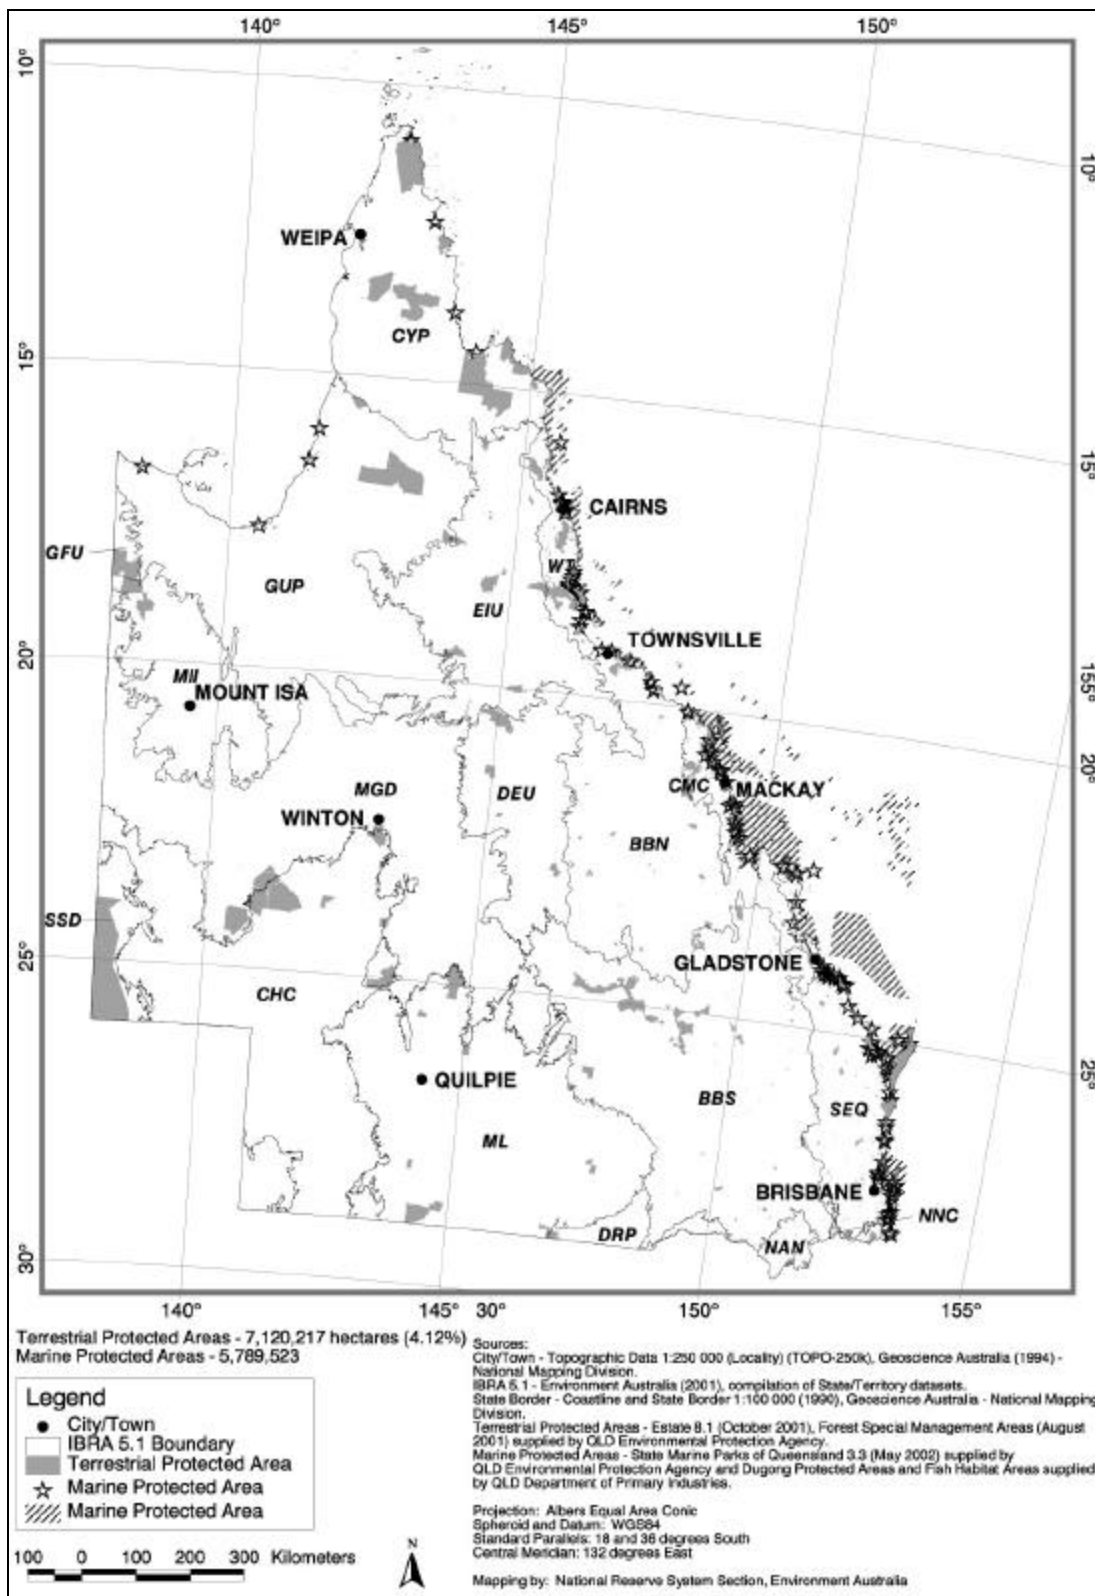 140° 145° 150°
10°
10°
WEIPA
CYP
15°
15°
CAIRNS
GFU
WT
GUP
EIU
TOWNSVILLE
20°
155°
MII
MOUNT ISA
20°
MGD
DEU
CMC
MACKAY
WINTON
BBN
SSD
25°
GLADSTONE
CHC
25°
QUILPIE
BBS
SEQ
ML
BRISBANE
NNC
DRP
NAN
30°
140° 145° 30° 150° 155°
Terrestrial Protected Areas - 7,120,217 hectares (4.12%)
Marine Protected Areas - 5,789,523
Legend
City/Town
IBRA 5.1 Boundary
Terrestrial Protected Area
Marine Protected Area
Marine Protected Area
100 0 100 200 300 Kilometers
N
Sources:
City/Town - Topographic Data 1:250 000 (Locality) (TOPO-250k), Geoscience Australia (1994) -
National Mapping Division.
IBRA 5.1 - Environment Australia (2001), compilation of State/Territory datasets.
State Border - Coastline and State Border 1:100 000 (1990), Geoscience Australia - National Mapping
Division.
Terrestrial Protected Areas - Estate 8.1 (October 2001), Forest Special Management Areas (August
2001) supplied by QLD Environmental Protection Agency.
Marine Protected Areas - State Marine Parks of Queensland 3.3 (May 2002) supplied by
QLD Environmental Protection Agency and Dugong Protected Areas and Fish Habitat Areas supplied
by QLD Department of Primary Industries.
Projection: Albers Equal Area Conic
Spheroid and Datum: WGS84
Standard Parallels: 18 and 36 degrees South
Central Meridian: 132 degrees East
Mapping by: National Reserve System Section, Environment Australia